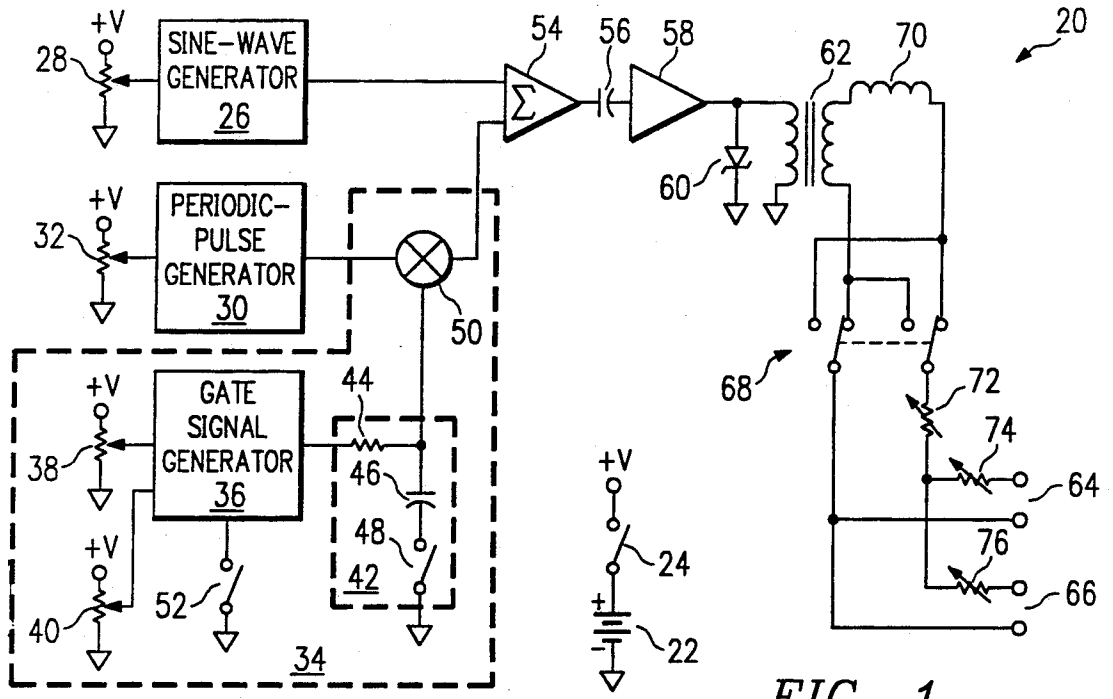 +V
28
SINE-WAVE
GENERATOR
26
54
Σ
56
58
62
70
20
60
+V
32
PERIODIC-
PULSE
GENERATOR
30
50
68
72
74
64
76
66
+V
38
GATE
SIGNAL
GENERATOR
36
44
46
48
42
+V
40
52
34
+V
24
+
-
22
FIG. 1